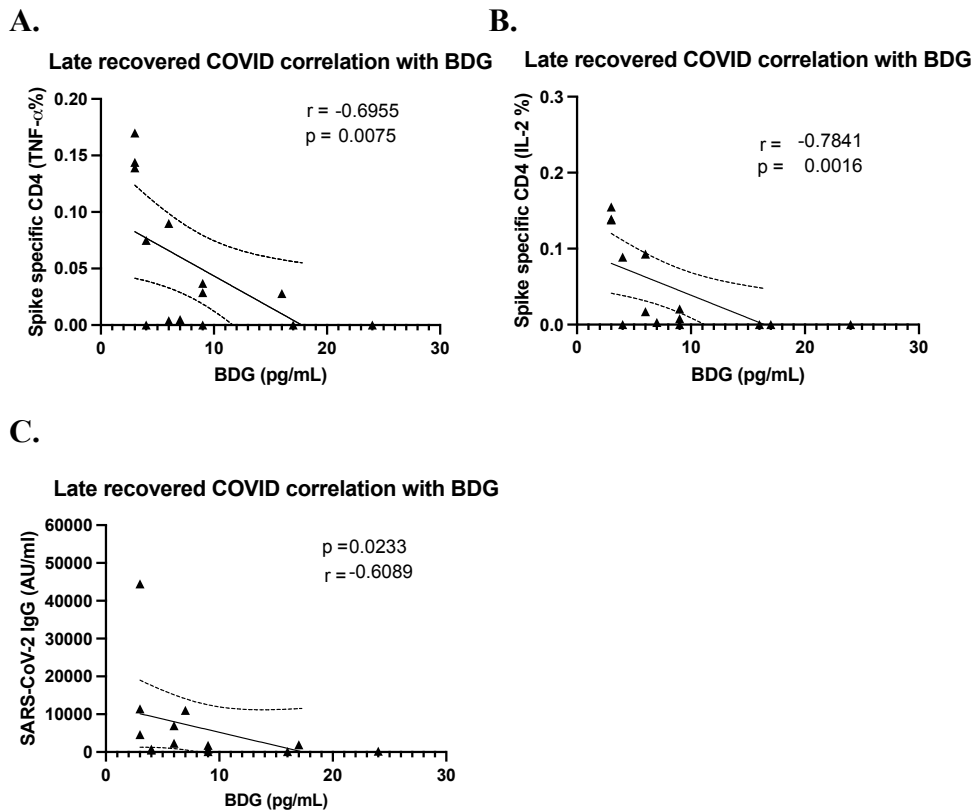 A.
Late recovered COVID correlation with BDG
Spike specific CD4 (TNF-α%)
0.20
0.15
0.10
0.05
0.00
r = -0.6955
p = 0.0075
0 10 20 30
BDG (pg/mL)
B.
Late recovered COVID correlation with BDG
Spike specific CD4 (IL-2 %)
0.3
0.2
0.1
0.0
r = -0.7841
p = 0.0016
0 10 20 30
BDG (pg/mL)
C.
Late recovered COVID correlation with BDG
SARS-CoV-2 IgG (AU/ml)
60000
50000
40000
30000
20000
10000
0
p =0.0233
r =-0.6089
0 10 20 30
BDG (pg/mL)